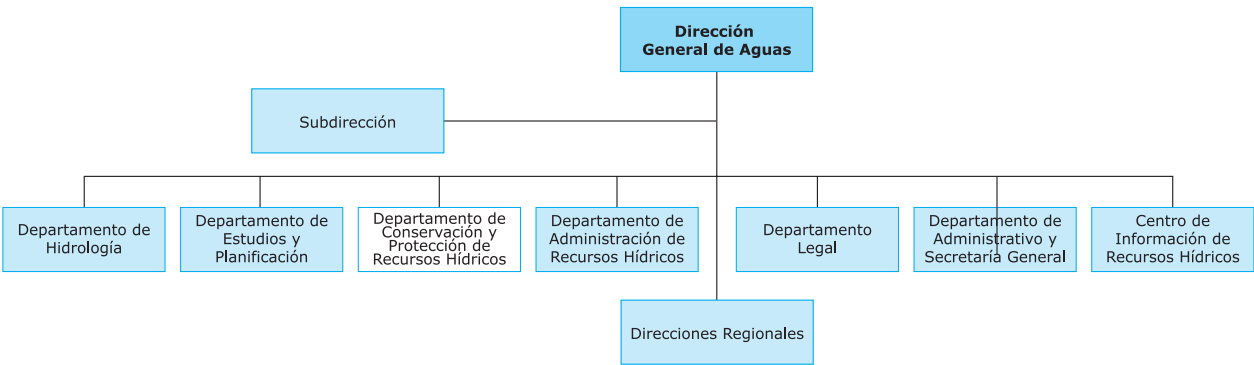 Dirección
General de Aguas
Subdirección
Departamento de
Hidrología
Departamento de
Estudios y
Planificación
Departamento de
Conservación y
Protección de
Recursos Hídricos
Departamento de
Administración de
Recursos Hídricos
Departamento
Legal
Departamento de
Administrativo y
Secretaría General
Centro de
Información de
Recursos Hídricos
Direcciones Regionales